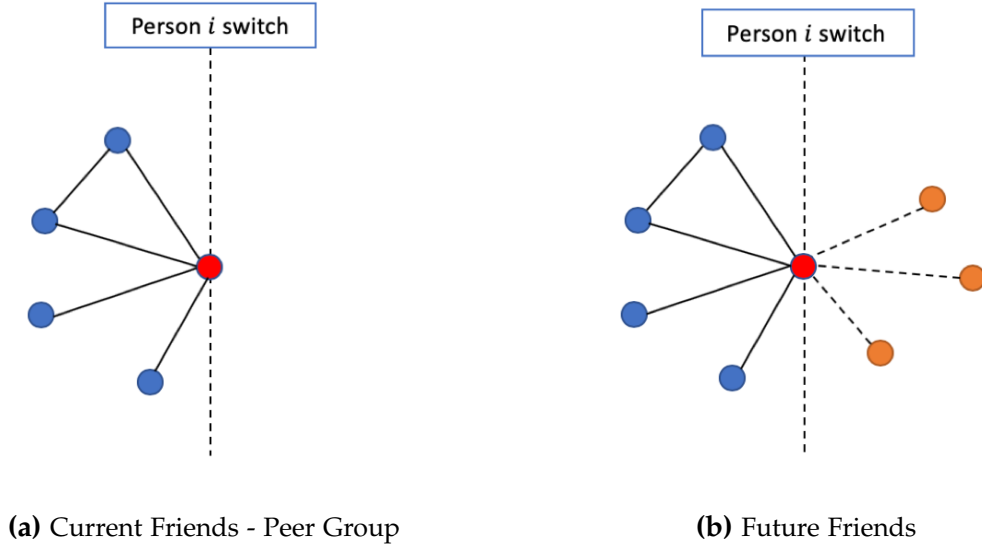 Person i switch
Person i switch
(a) Current Friends - Peer Group
(b) Future Friends